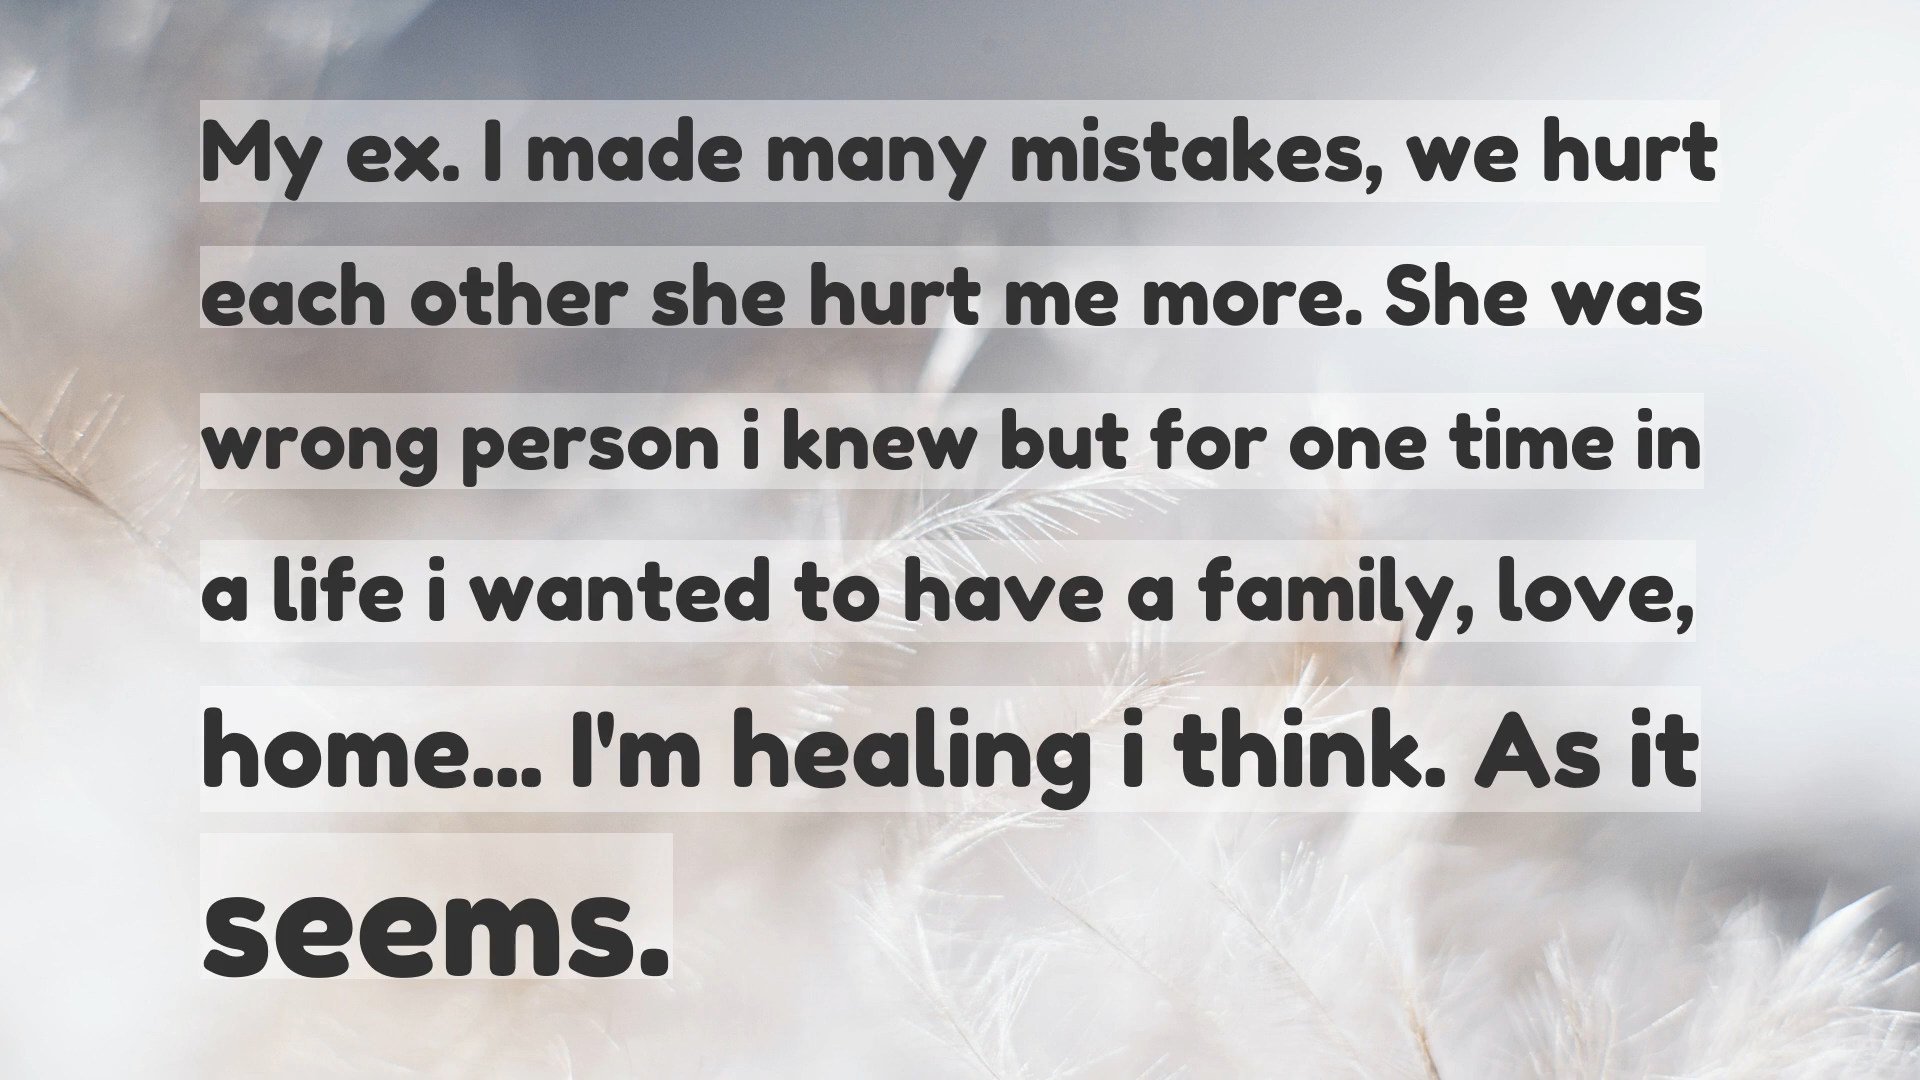 My ex. I made many mistakes, we hurt
each other she hurt me more. She was
wrong person i knew but for one time in
a life i wanted to have a family, love,
home... I'm healing i think. As it
seems.